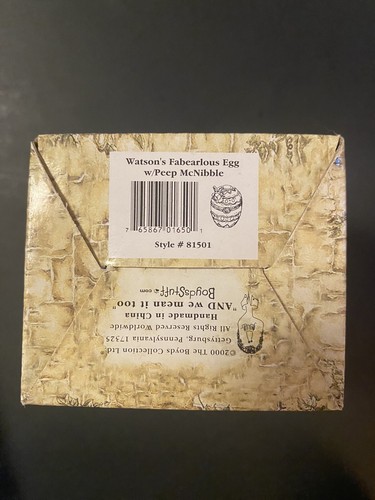 Watson's Fabearlous Egg
w/Peep McNibble
7 65867 01650 1
Style # 81501
©2000 The Boyds Collection Ltd
Gettysburg, Pennsylvania 17325
All Rights Reserved Worldwide
Handmade in China
"AND we mean it too"
BoydsStuff.com